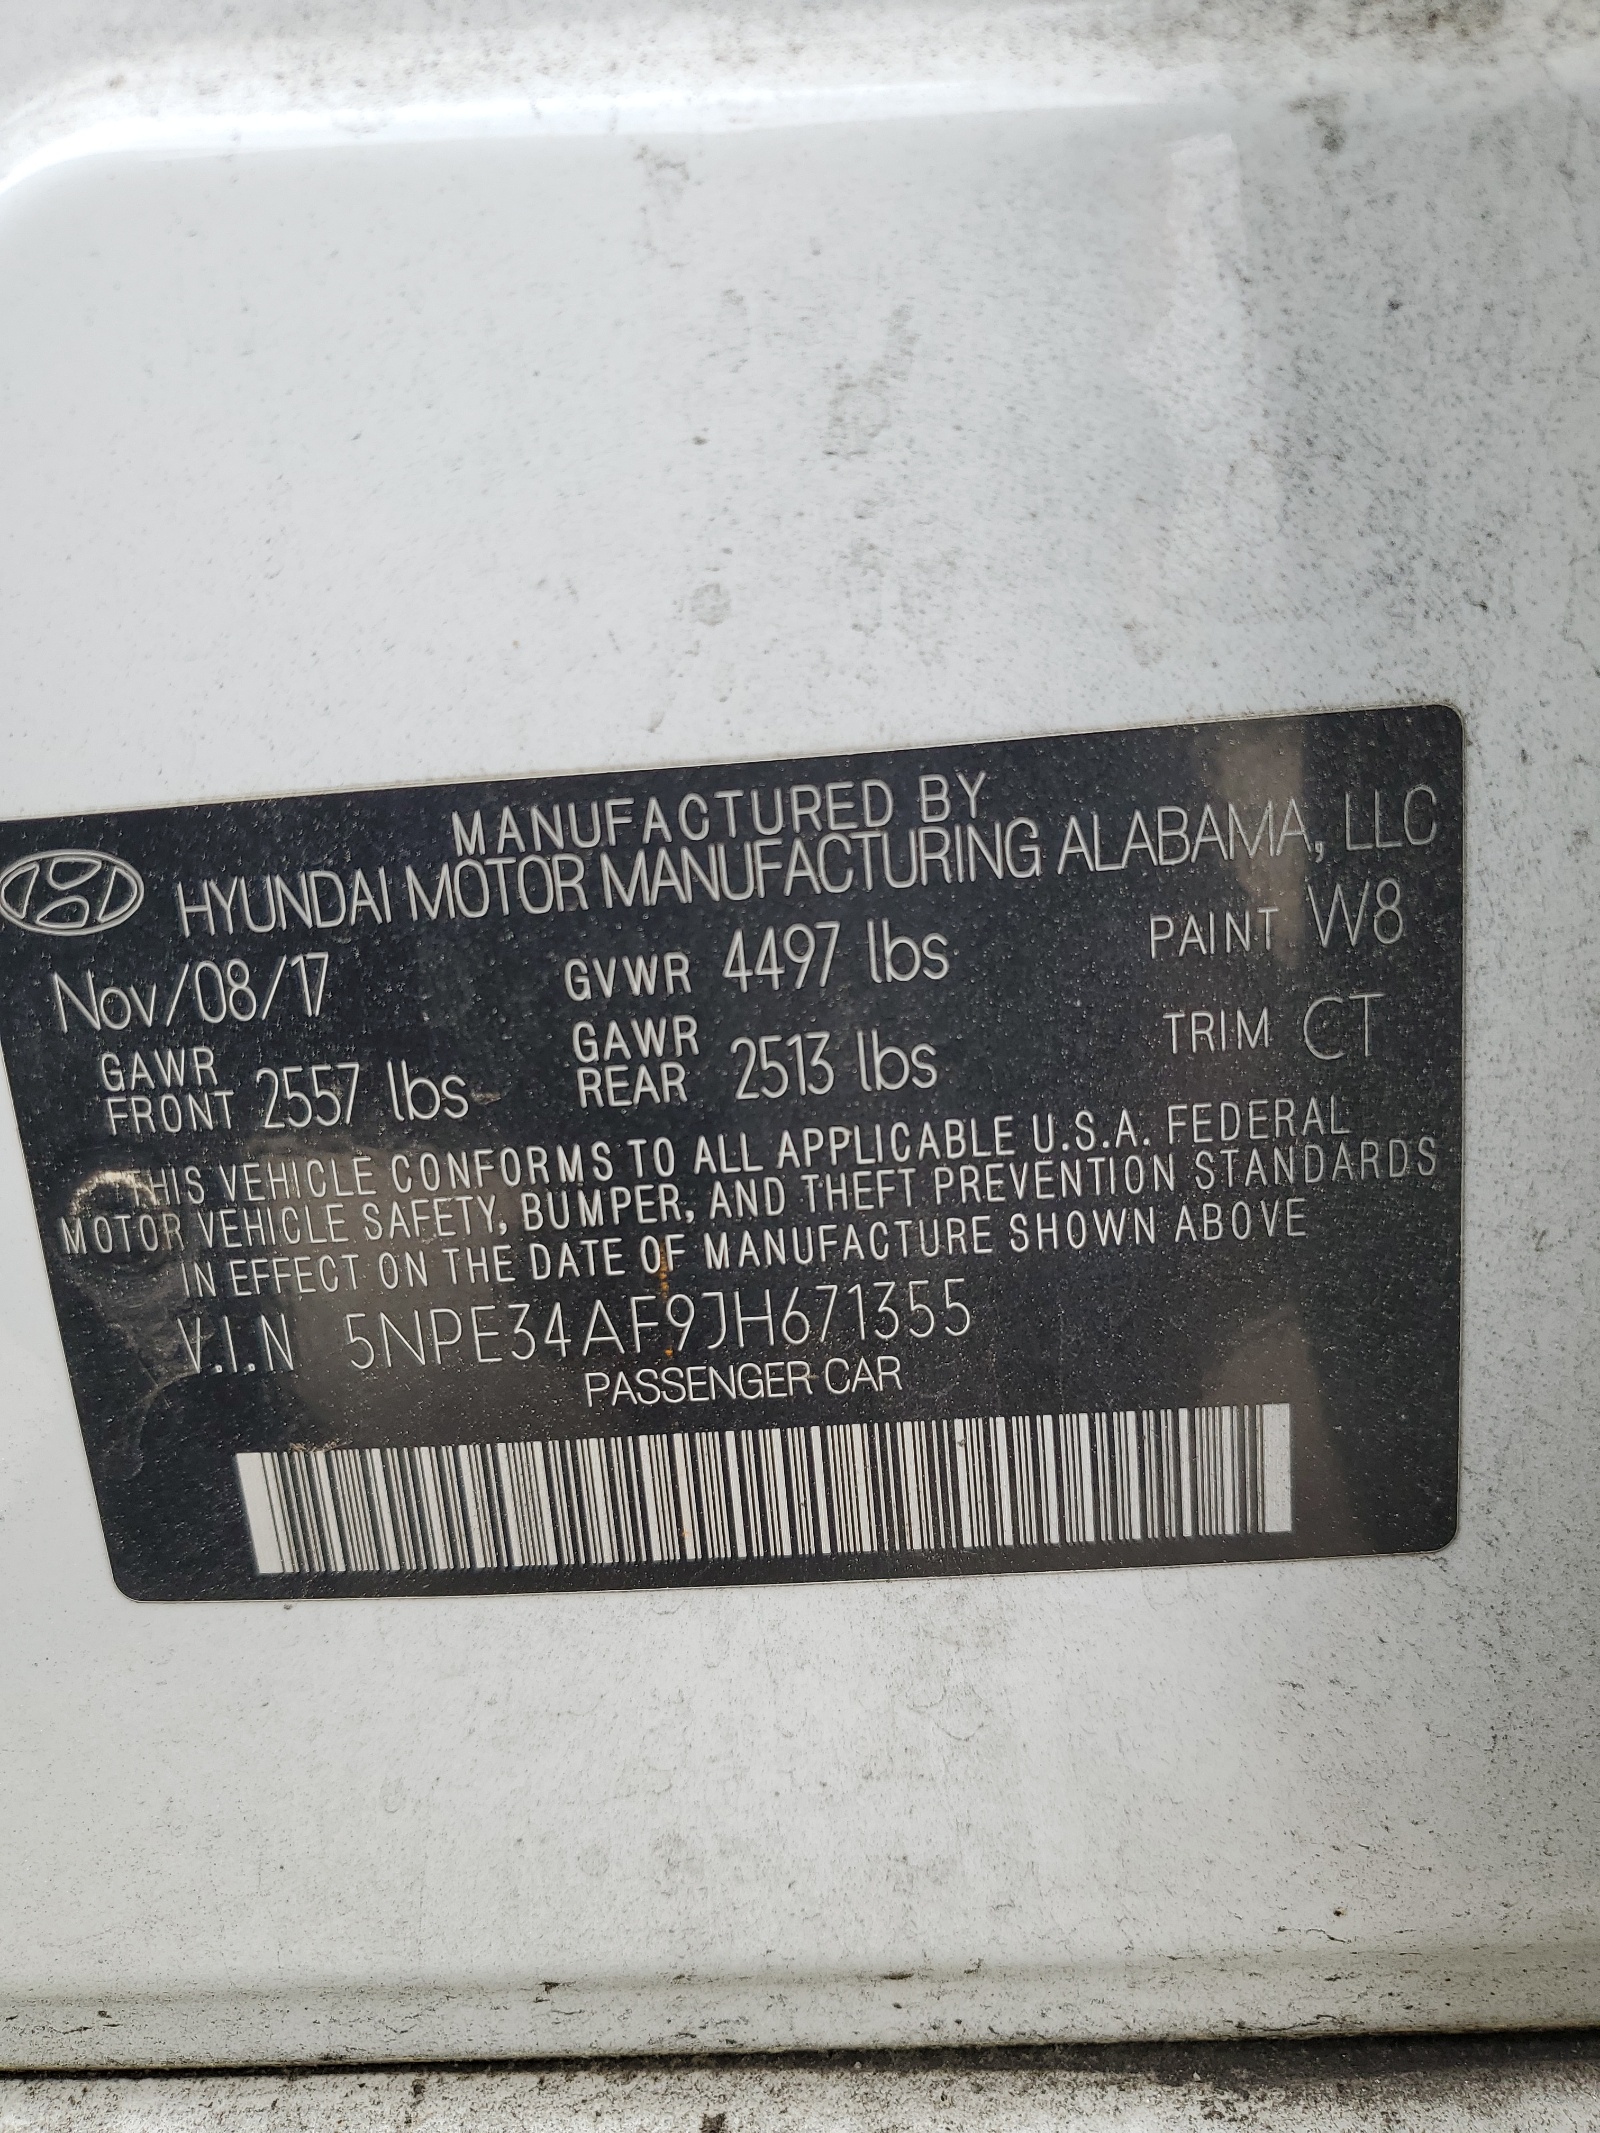 MANUFACTURED BY
HYUNDAI MOTOR MANUFACTURING ALABAMA, LLC
Nov/08/17 GVWR 4497 lbs PAINT W8
GAWR FRONT 2557 lbs GAWR REAR 2513 lbs TRIM CT
THIS VEHICLE CONFORMS TO ALL APPLICABLE U.S.A. FEDERAL
MOTOR VEHICLE SAFETY, BUMPER, AND THEFT PREVENTION STANDARDS
IN EFFECT ON THE DATE OF MANUFACTURE SHOWN ABOVE
V.I.N 5NPE34AF9JH671355
PASSENGER CAR